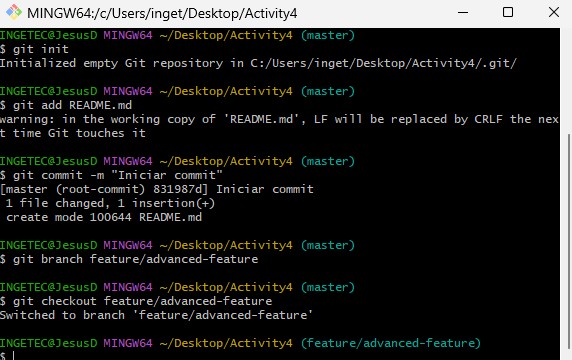 MINGW64:/c/Users/inget/Desktop/Activity4
INGETEC@JesusD MINGW64 ~/Desktop/Activity4 (master)
$ git init
Initialized empty Git repository in C:/Users/inget/Desktop/Activity4/.git/
INGETEC@JesusD MINGW64 ~/Desktop/Activity4 (master)
$ git add README.md
warning: in the working copy of 'README.md', LF will be replaced by CRLF the nex
t time Git touches it
INGETEC@JesusD MINGW64 ~/Desktop/Activity4 (master)
$ git commit -m "Iniciar commit"
[master (root-commit) 831987d] Iniciar commit
1 file changed, 1 insertion(+)
create mode 100644 README.md
INGETEC@JesusD MINGW64 ~/Desktop/Activity4 (master)
$ git branch feature/advanced-feature
INGETEC@JesusD MINGW64 ~/Desktop/Activity4 (master)
$ git checkout feature/advanced-feature
Switched to branch 'feature/advanced-feature'
INGETEC@JesusD MINGW64 ~/Desktop/Activity4 (feature/advanced-feature)
$